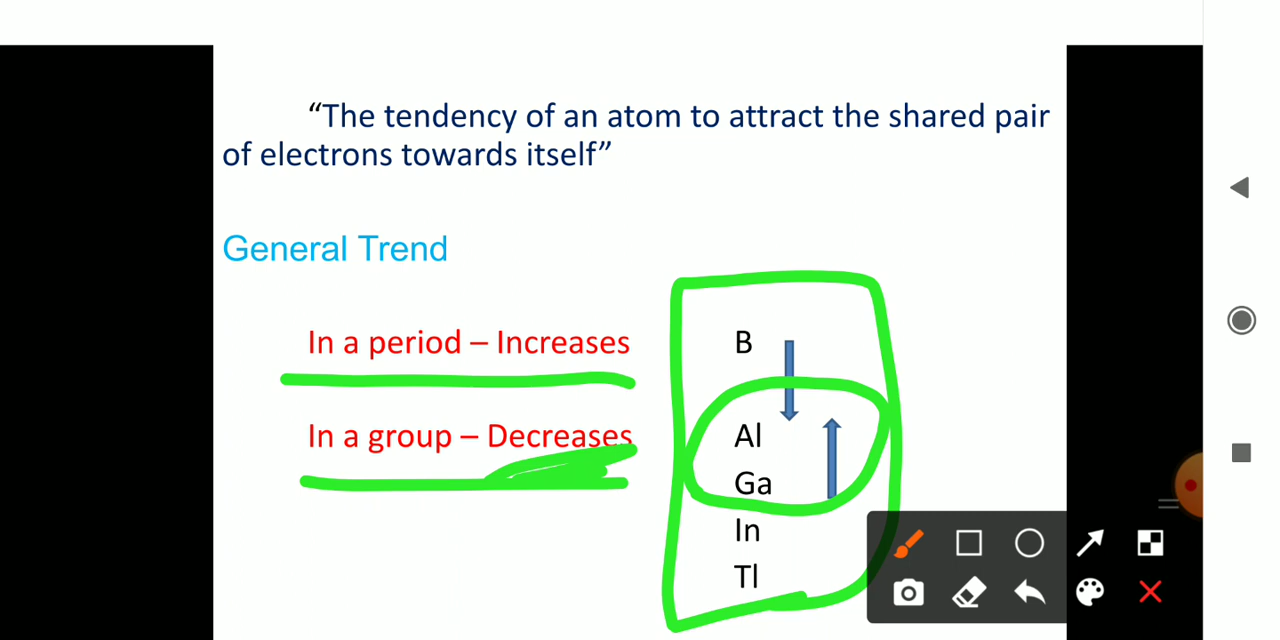 “The tendency of an atom to attract the shared pair
of electrons towards itself”
General Trend
In a period – Increases
In a group – Decreases
B
Al
Ga
In
Tl